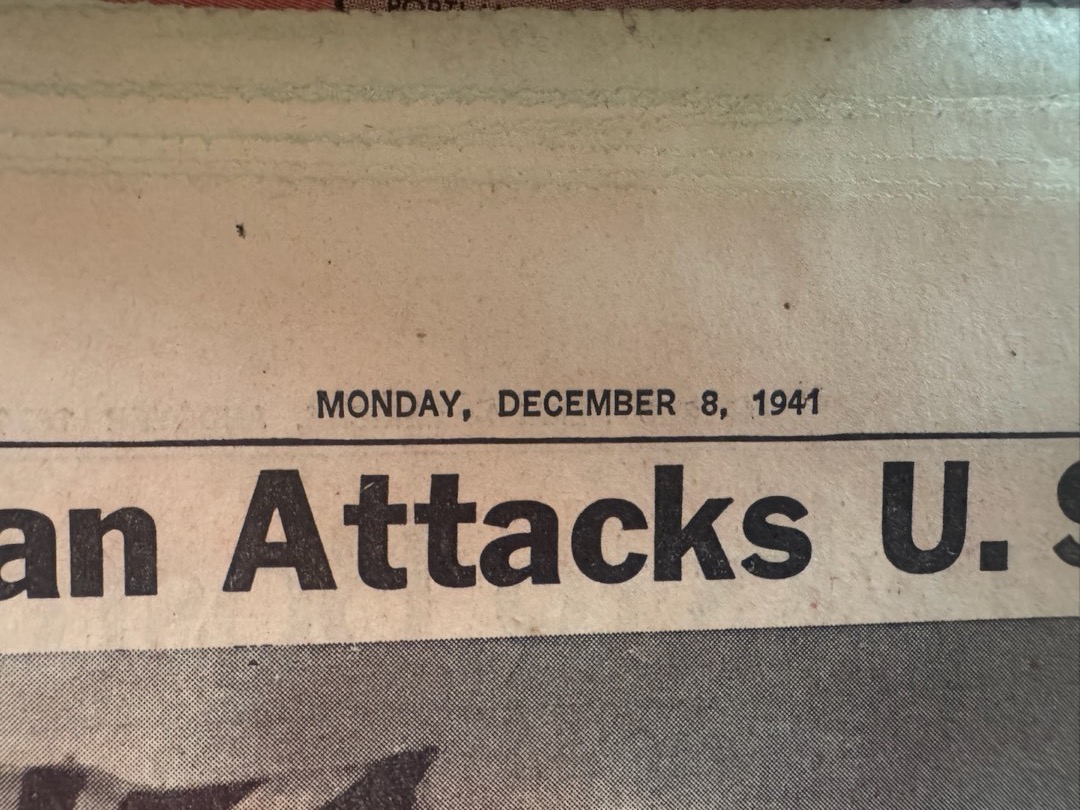 MONDAY, DECEMBER 8, 1941
an Attacks U. S